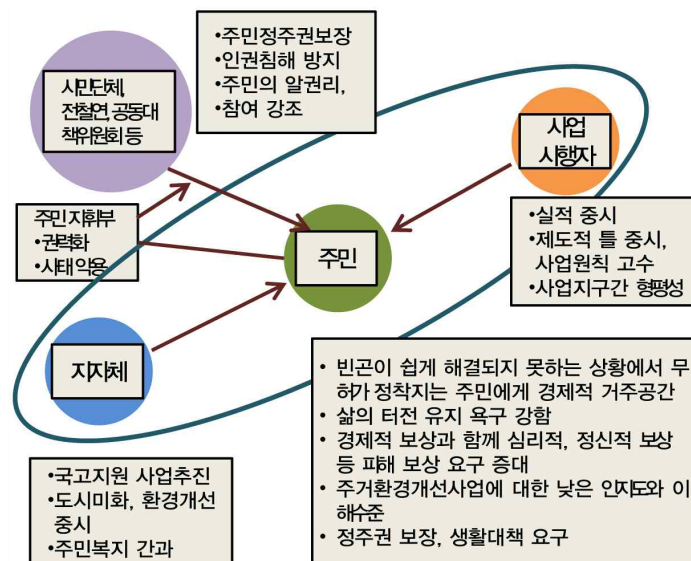 •주민정주권보장
•인권침해 방지
•주민의 알권리,
•참여 강조
시민단체,
전철연, 공동대
책위원회 등
사업
시행자
주민 지휘부
•권력화
•사태 악용
주민
•실적 중시
•제도적 틀 중시,
사업원칙 고수
•사업지구간 형평성
지자체
• 빈곤이 쉽게 해결되지 못하는 상황에서 무
허가 정착지는 주민에게 경제적 거주공간
• 삶의 터전 유지 욕구 강함
• 경제적 보상과 함께 심리적, 정신적 보상
등 피해 보상 요구 증대
• 주거환경개선사업에 대한 낮은 인지도와 이
해수준
• 정주권 보장, 생활대책 요구
•국고지원 사업추진
•도시미화, 환경개선
중시
•주민복지 간과